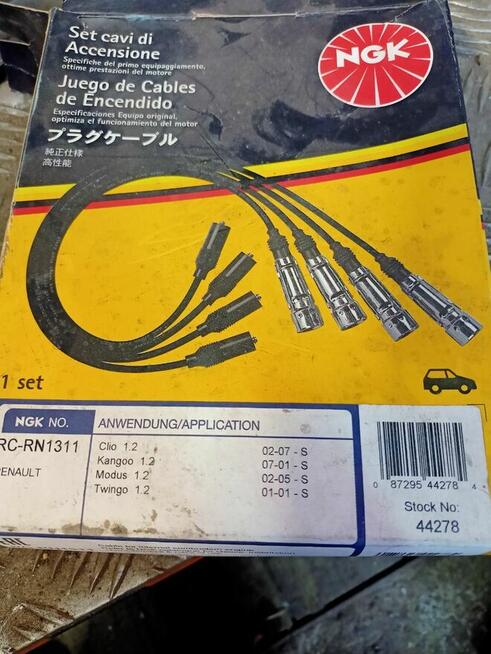 Set cavi di
Accensione
Specifiche del primo equipaggiamento,
ottime prestazioni del motore
Juego de Cables
de Encendido
Especificaciones Equipo original,
optimiza el funcionamiento del motor
プラグケーブル
純正仕様
高性能
NGK
1 set
NGK NO.
RC-RN1311
RENAULT
ANWENDUNG/APPLICATION
Clio 1.2 02-07 - S
Kangoo 1.2 07-01 - S
Modus 1.2 02-05 - S
Twingo 1.2 01-01 - S
0 87295 44278 4
Stock No:
44278